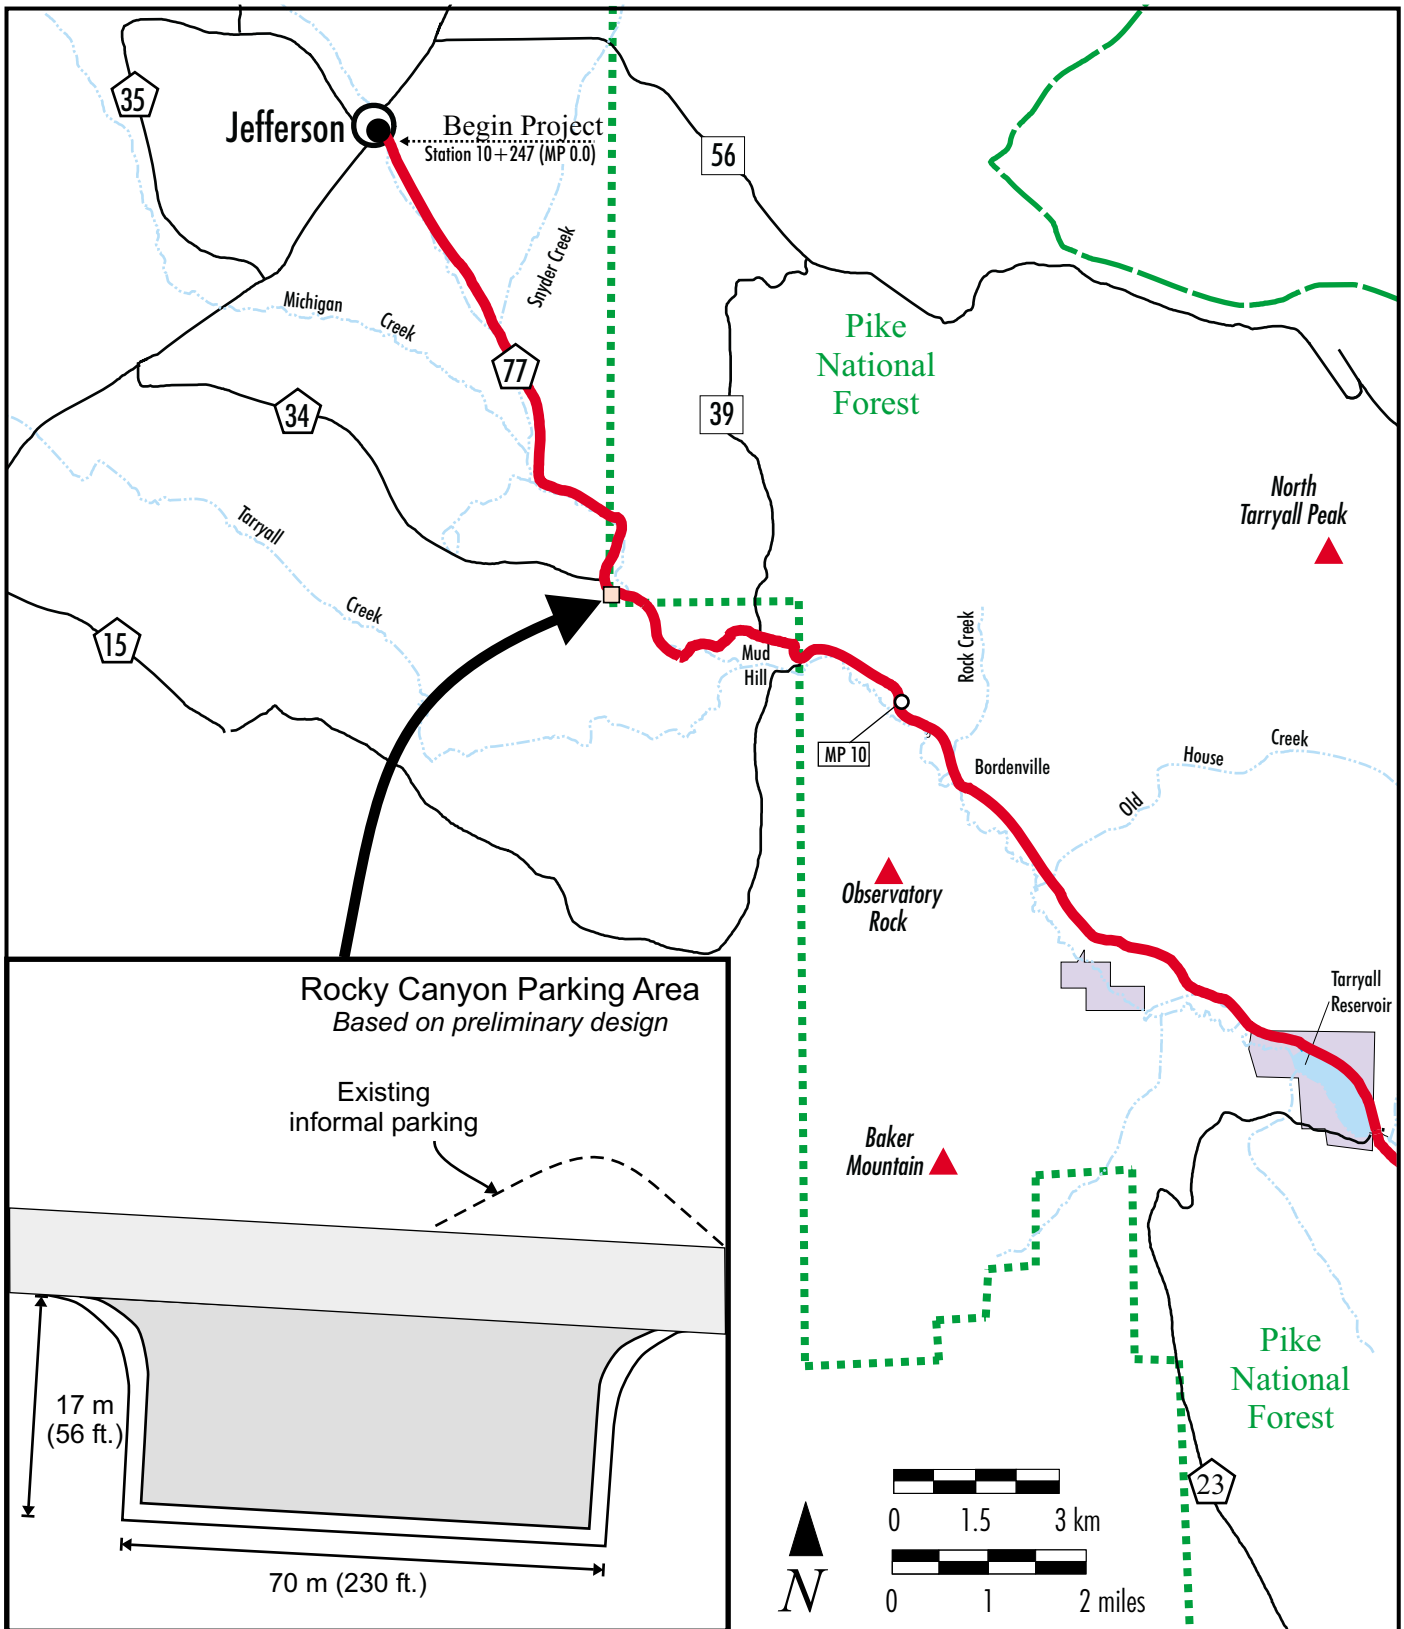 35
Jefferson
Begin Project
Station 10+247 (MP 0.0)
56
Snyder Creek
Michigan
Creek
77
Pike
National
Forest
34
39
North
Tarryall Peak
Tarryall
Creek
15
Mud
Hill
Rock Creek
MP 10
Bordenville
Old
House
Creek
Observatory
Rock
Tarryall
Reservoir
Baker
Mountain
Pike
National
Forest
23
0 1.5 3 km
0 1 2 miles
N
Rocky Canyon Parking Area
Based on preliminary design
Existing
informal parking
17 m
(56 ft.)
70 m (230 ft.)